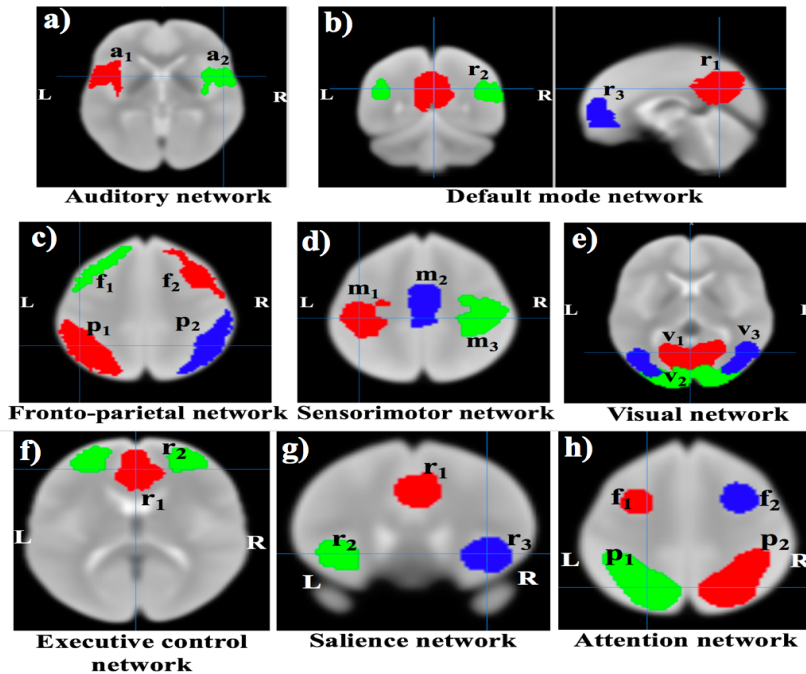 a)
a₁
a₂
L
R
Auditory network
b)
r₂
L
R
r₃
r₁
Default mode network
c)
f₁
f₂
L
R
p₁
p₂
Fronto-parietal network
d)
m₁
m₂
L
R
m₃
Sensorimotor network
e)
L
v₁
v₃
v₂
Visual network
f)
r₂
r₁
L
R
Executive control
network
g)
r₁
r₂
r₃
L
R
Salience network
h)
f₁
f₂
L
R
p₁
p₂
Attention network